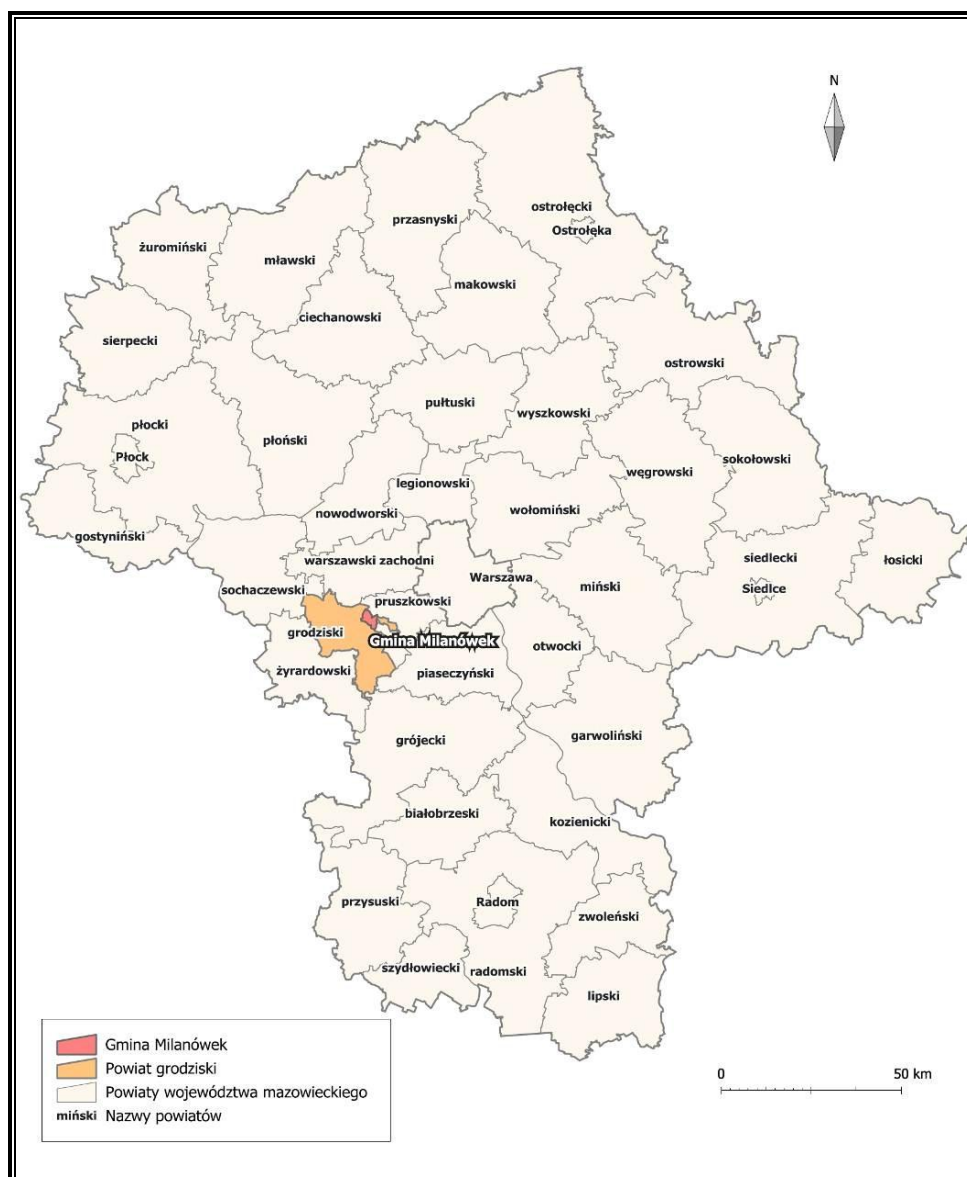 N
ostrołęcki
Ostrołęka
przasnyski
żuromiński
mławski
makowski
ciechanowski
sierpecki
ostrowski
pułtuski
wyszkowski
płocki
płoński
Płock
sokołowski
węgrowski
legionowski
wołomiński
nowodworski
gostyniński
siedlecki
łosicki
warszawski zachodni
Warszawa
miński
Siedlce
sochaczewski
pruszkowski
grodziski
Gmina Milanówek
otwocki
żyrardowski
piaseczyński
garwoliński
grójecki
białobrzeski
kozienicki
przysuski
Radom
zwoleński
szydłowiecki
radomski
lipski
Gmina Milanówek
Powiat grodziski
Powiaty województwa mazowieckiego
miński Nazwy powiatów
0 50 km